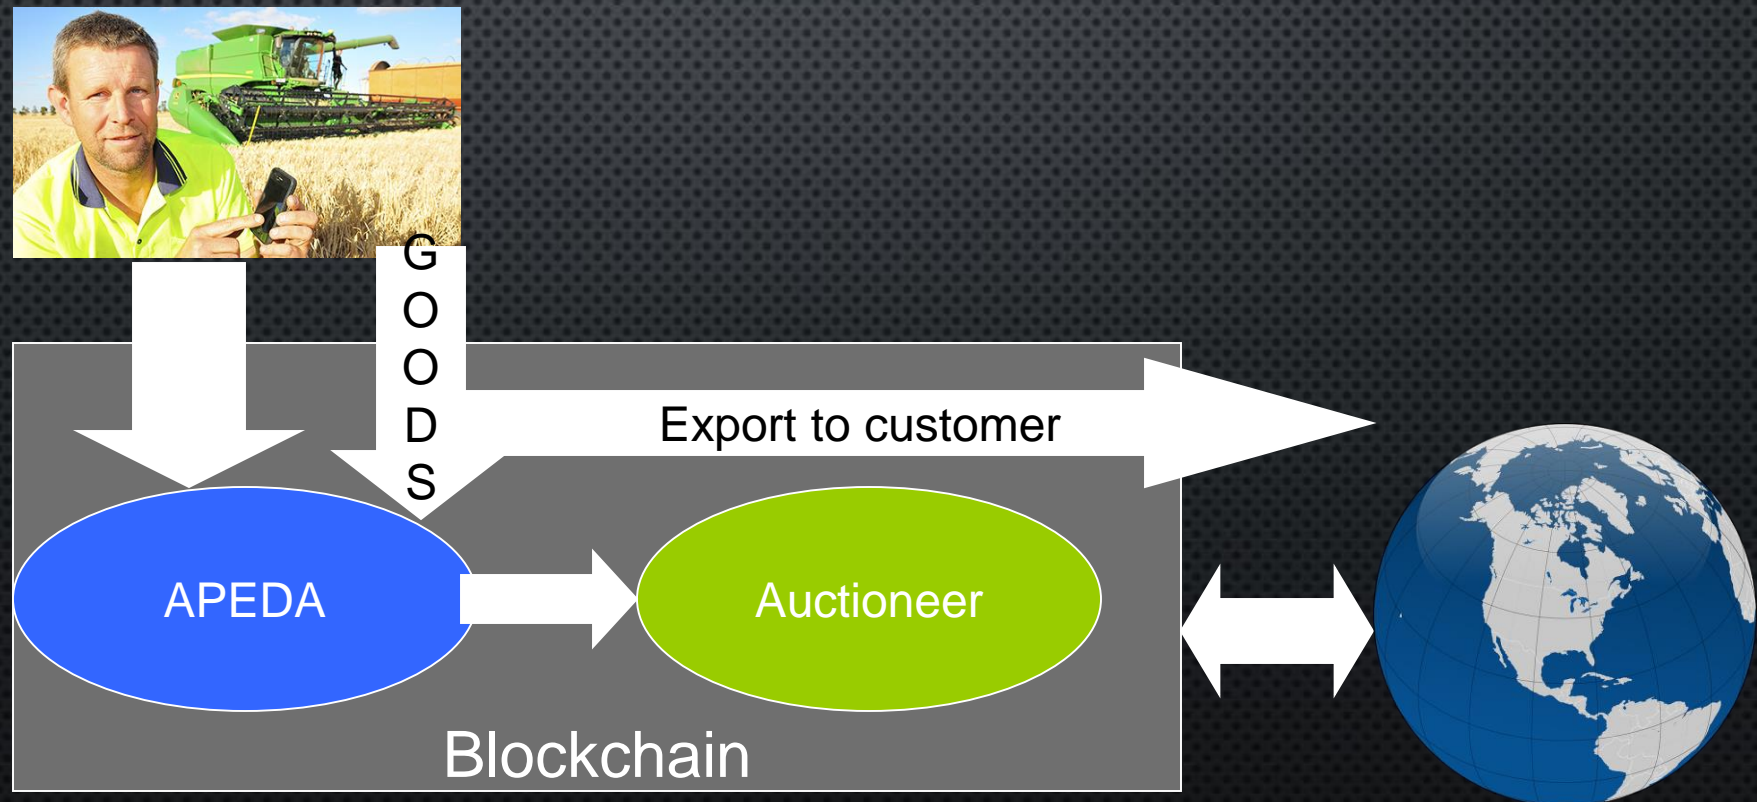 G
O
O
D
S
Export to customer
APEDA
Auctioneer
Blockchain